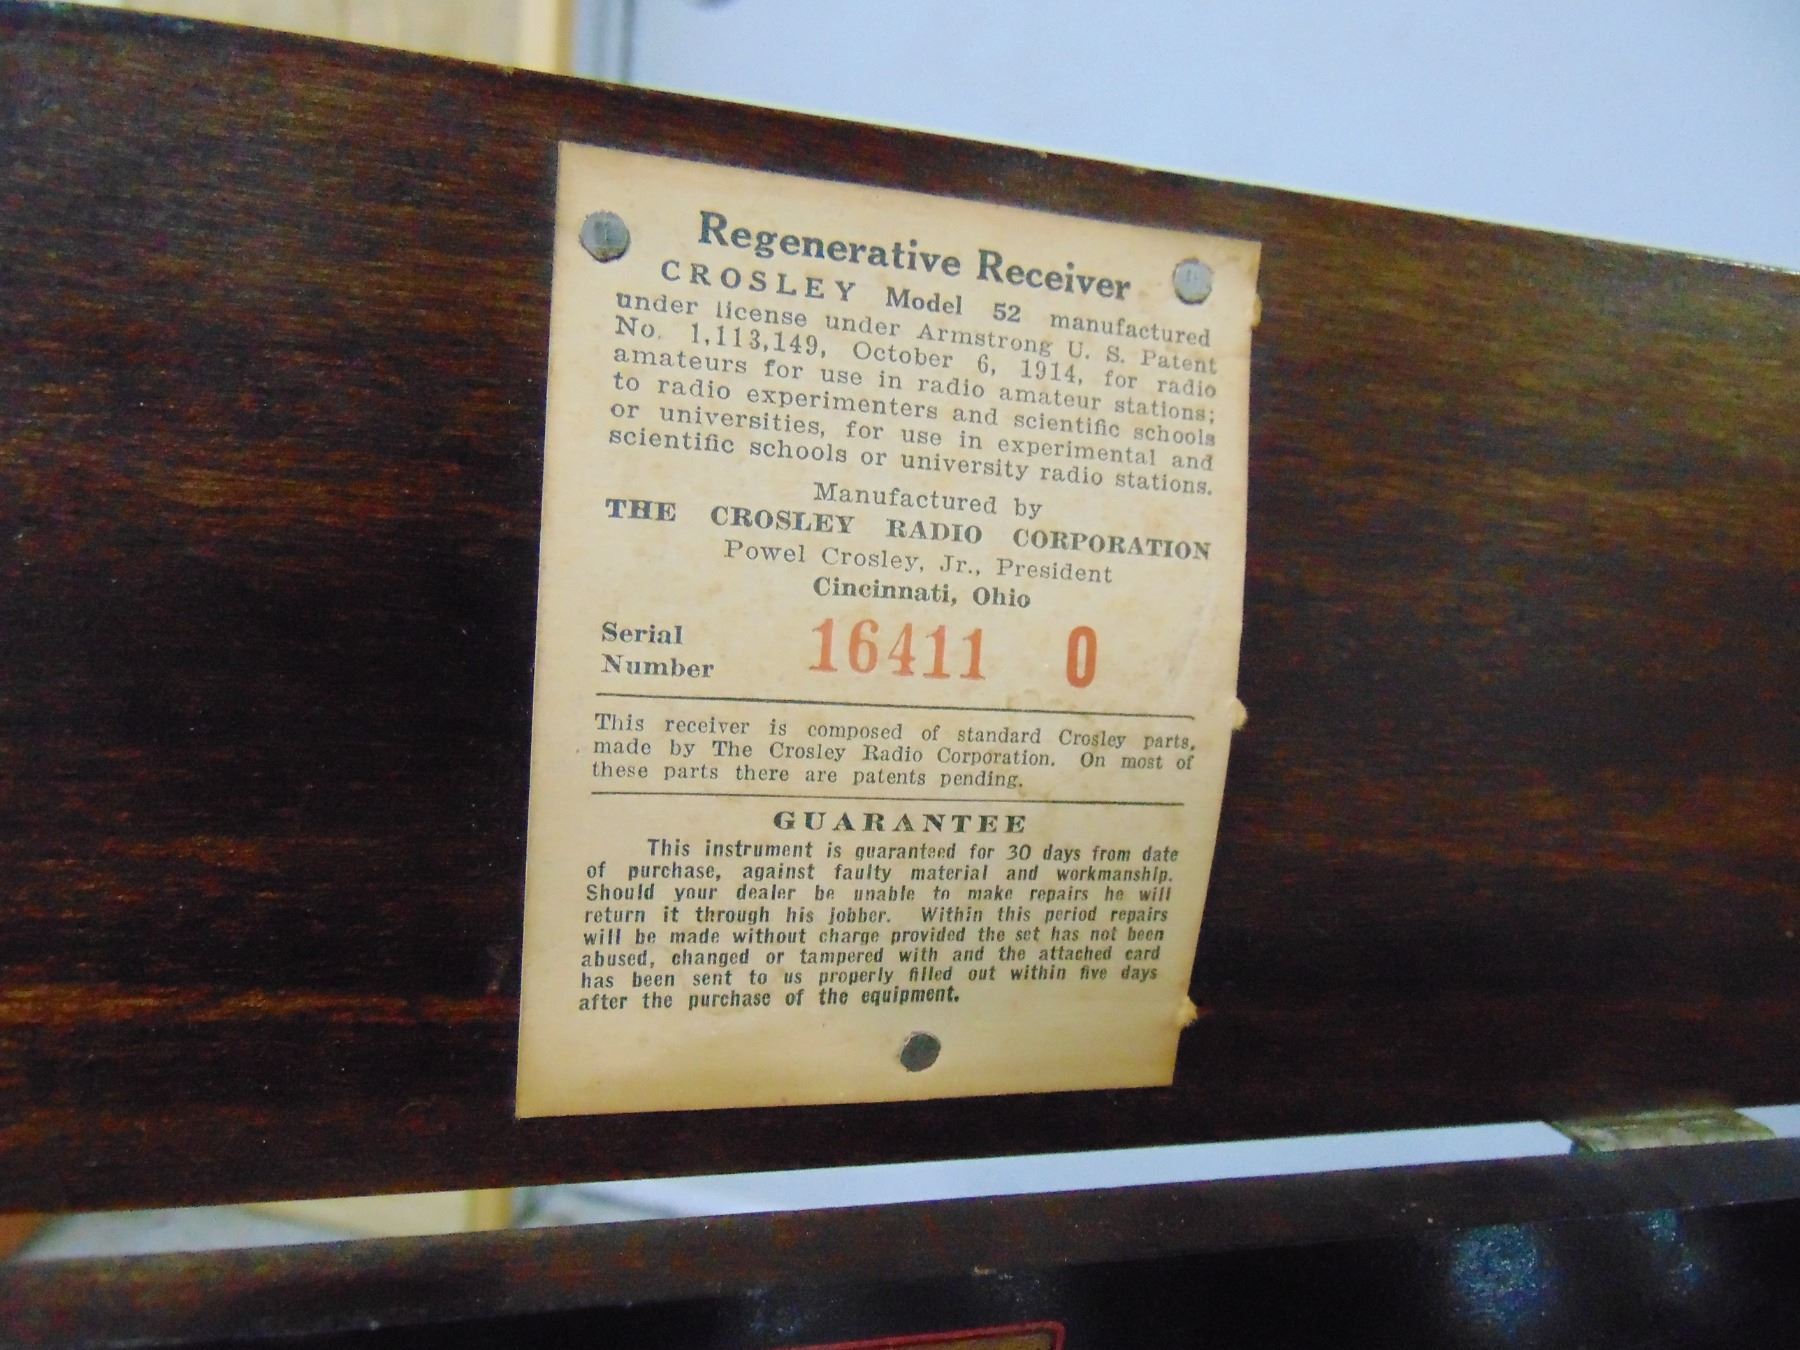 Regenerative Receiver
CROSLEY Model 52 manufactured
under license under Armstrong U. S. Patent
No. 1,113,149, October 6, 1914, for radio
amateurs for use in radio amateur stations;
to radio experimenters and scientific schools
or universities, for use in experimental and
scientific schools or university radio stations.
Manufactured by
THE CROSLEY RADIO CORPORATION
Powel Crosley, Jr., President
Cincinnati, Ohio
Serial
Number 16411 0
This receiver is composed of standard Crosley parts,
made by The Crosley Radio Corporation. On most of
these parts there are patents pending.
GUARANTEE
This instrument is guaranteed for 30 days from date
of purchase, against faulty material and workmanship.
Should your dealer be unable to make repairs he will
return it through his jobber. Within this period repairs
will be made without charge provided the set has not been
abused, changed or tampered with and the attached card
has been sent to us properly filled out within five days
after the purchase of the equipment.